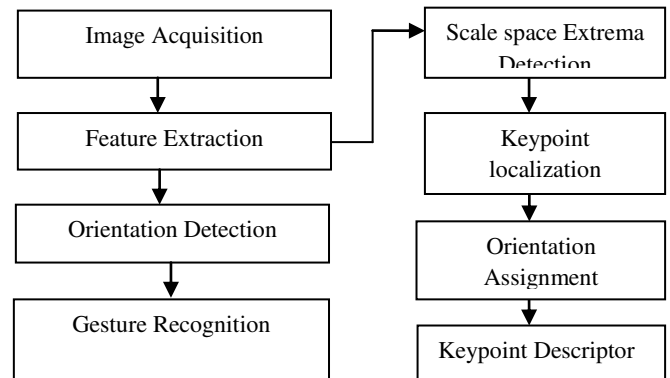 Image Acquisition
Feature Extraction
Orientation Detection
Gesture Recognition
Scale space Extrema
Detection
Keypoint
localization
Orientation
Assignment
Keypoint Descriptor